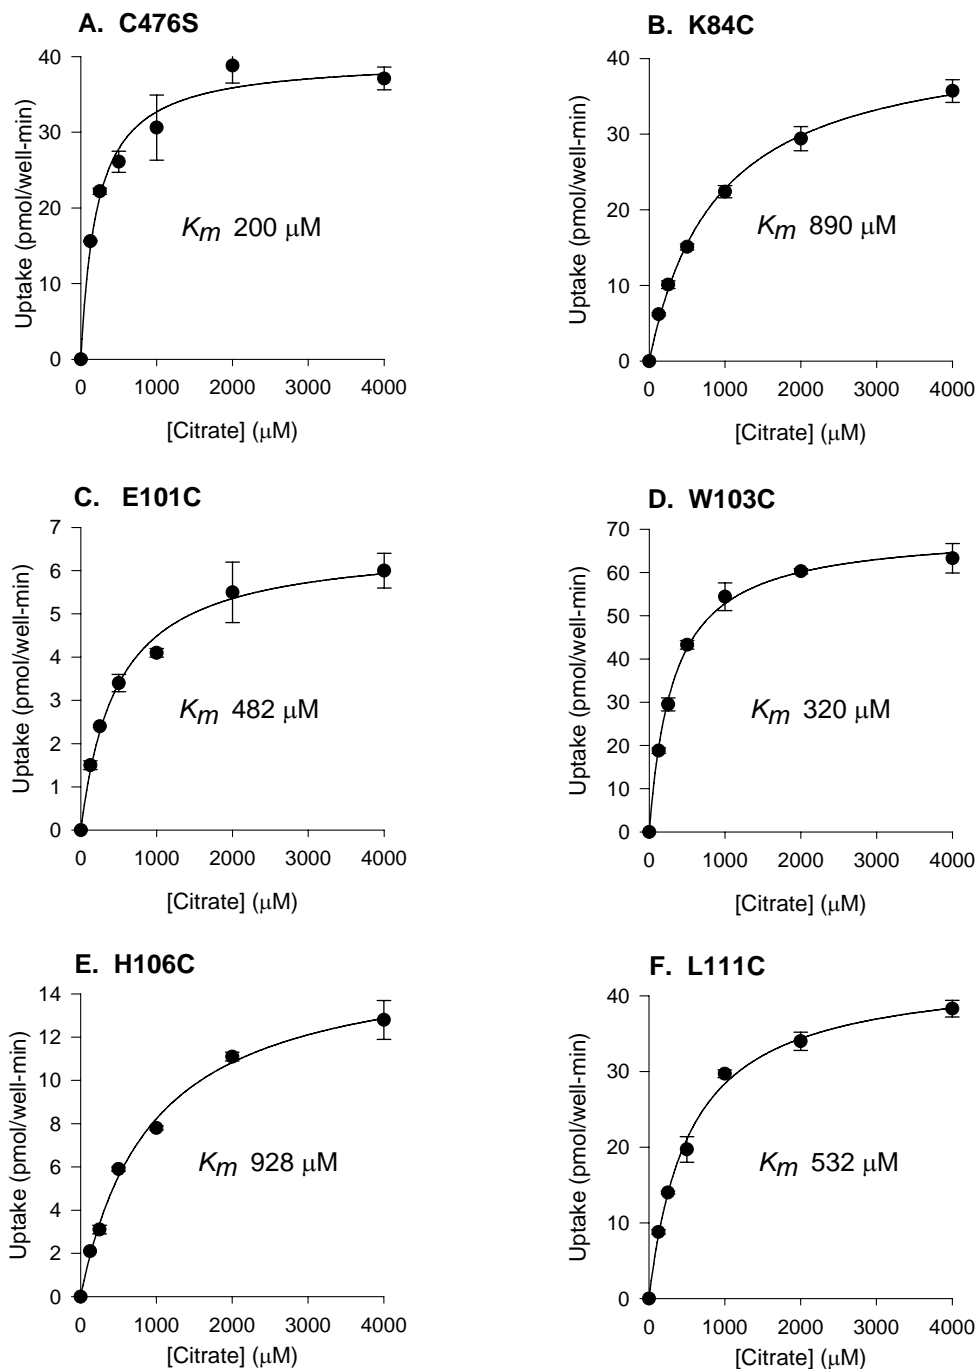 A. C476S
Uptake (pmol/well-min)
40
30
20
10
0
Km 200 μM
0 1000 2000 3000 4000
[Citrate] (μM)
B. K84C
Uptake (pmol/well-min)
40
30
20
10
0
Km 890 μM
0 1000 2000 3000 4000
[Citrate] (μM)
C. E101C
Uptake (pmol/well-min)
7
6
5
4
3
2
1
0
Km 482 μM
0 1000 2000 3000 4000
[Citrate] (μM)
D. W103C
Uptake (pmol/well-min)
70
60
50
40
30
20
10
0
Km 320 μM
0 1000 2000 3000 4000
[Citrate] (μM)
E. H106C
Uptake (pmol/well-min)
14
12
10
8
6
4
2
0
Km 928 μM
0 1000 2000 3000 4000
[Citrate] (μM)
F. L111C
Uptake (pmol/well-min)
40
30
20
10
0
Km 532 μM
0 1000 2000 3000 4000
[Citrate] (μM)